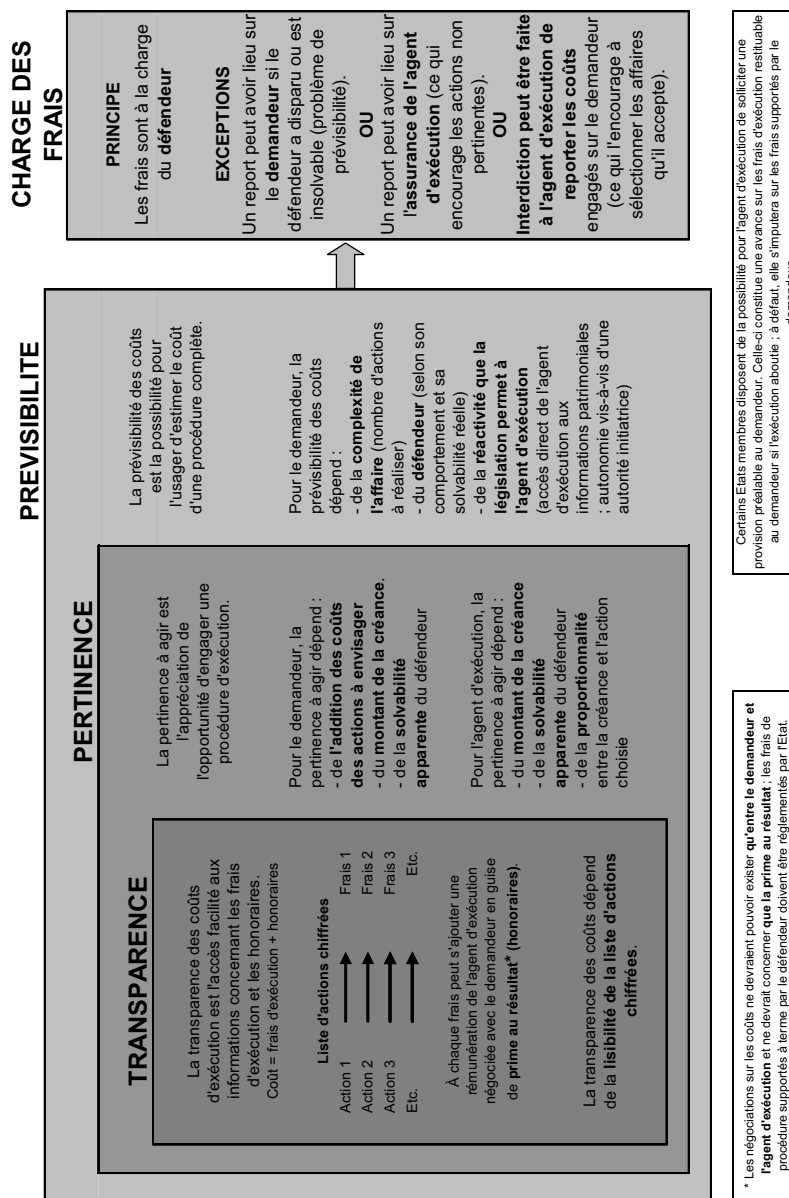 TRANSPARENCE
La transparence des coûts
d'exécution est l'accès facilité aux
informations concernant les frais
d'exécution et les honoraires.
Coût = frais d'exécution + honoraires
Liste d'actions chiffrées
Action 1 Frais 1
Action 2 Frais 2
Action 3 Frais 3
Etc. Etc.
À chaque frais peut s'ajouter une
rémunération de l'agent d'exécution
négociée avec le demandeur en guise
de prime au résultat* (honoraires).
La transparence des coûts dépend
de la lisibilité de la liste d'actions
chiffrées.
PERTINENCE
La pertinence à agir est
l'appréciation de
l'opportunité d'engager une
procédure d'exécution.
Pour le demandeur, la
pertinence à agir dépend :
- de l'addition des coûts
des actions à envisager
- du montant de la créance.
- de la solvabilité
apparente du défendeur
Pour l'agent d'exécution, la
pertinence à agir dépend :
- du montant de la créance
- de la solvabilité
apparente du défendeur
- de la proportionnalité
entre la créance et l'action
choisie
PREVISIBILITE
La prévisibilité des coûts
est la possibilité pour
l'usager d'estimer le coût
d'une procédure complète.
Pour le demandeur, la
prévisibilité des coûts
dépend :
- de la complexité de
l'affaire (nombre d'actions
à réaliser)
- du défendeur (selon son
comportement et sa
solvabilité réelle)
- de la réactivité que la
législation permet à
l'agent d'exécution
(accès direct de l'agent
d'exécution aux
informations patrimoniales
; autonomie vis-à-vis d'une
autorité initiatrice)
CHARGE DES
FRAIS
PRINCIPE
Les frais sont à la charge
du défendeur
EXCEPTIONS
Un report peut avoir lieu sur
le demandeur si le
défendeur a disparu ou est
insolvable (problème de
prévisibilité).
OU
Un report peut avoir lieu sur
l'assurance de l'agent
d'exécution (ce qui
encourage les actions non
pertinentes).
OU
Interdiction peut être faite
à l'agent d'exécution de
reporter les coûts
engagés sur le demandeur
(ce qui l'encourage à
sélectionner les affaires
qu'il accepte).
* Les négociations sur les coûts ne devraient pouvoir exister qu'entre le demandeur et
l'agent d'exécution et ne devrait concerner que la prime au résultat ; les frais de
procédure supportés à terme par le défendeur doivent être réglementés par l'Etat.
Certains Etats membres disposent de la possibilité pour l'agent d'exécution de solliciter une
provision préalable au demandeur. Celle-ci constitue une avance sur les frais d'exécution restituable
au demandeur si l'exécution aboutie ; à défaut, elle s'imputera sur les frais supportés par le
demandeur